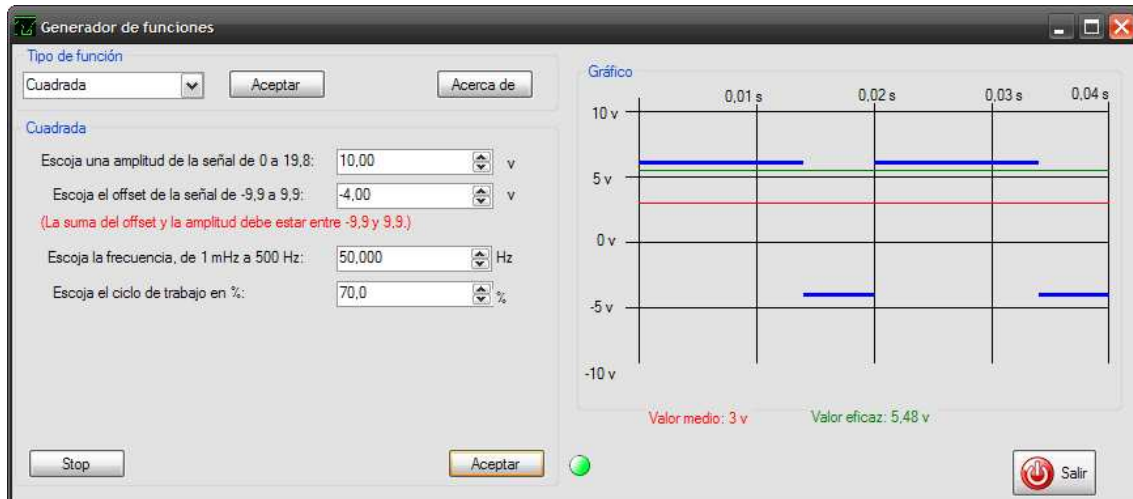 Generador de funciones
Tipo de función
Cuadrada
Aceptar
Acerca de
Cuadrada
Escoja una amplitud de la señal de 0 a 19,8:
10,00
v
Escoja el offset de la señal de -9,9 a 9,9:
-4,00
v
(La suma del offset y la amplitud debe estar entre -9,9 y 9,9.)
Escoja la frecuencia, de 1 mHz a 500 Hz:
50,000
Hz
Escoja el ciclo de trabajo en %:
70,0
%
Stop
Aceptar
Gráfico
0,01 s
0,02 s
0,03 s
0,04 s
10 v
5 v
0 v
-5 v
-10 v
Valor medio: 3 v
Valor eficaz: 5,48 v
Salir